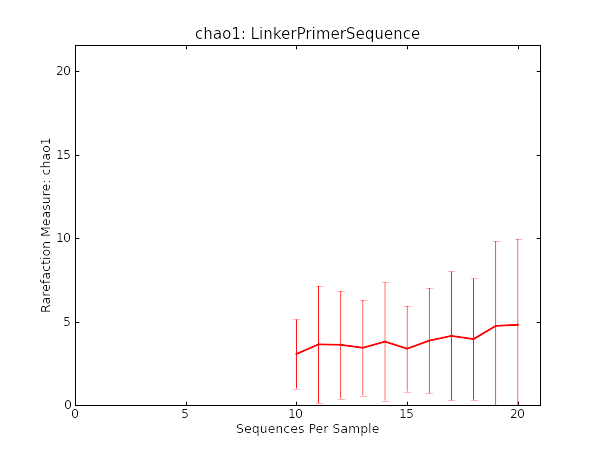 chao1: LinkerPrimerSequence
Rarefaction Measure: chao1
20
15
10
5
0
0 5 10 15 20
Sequences Per Sample